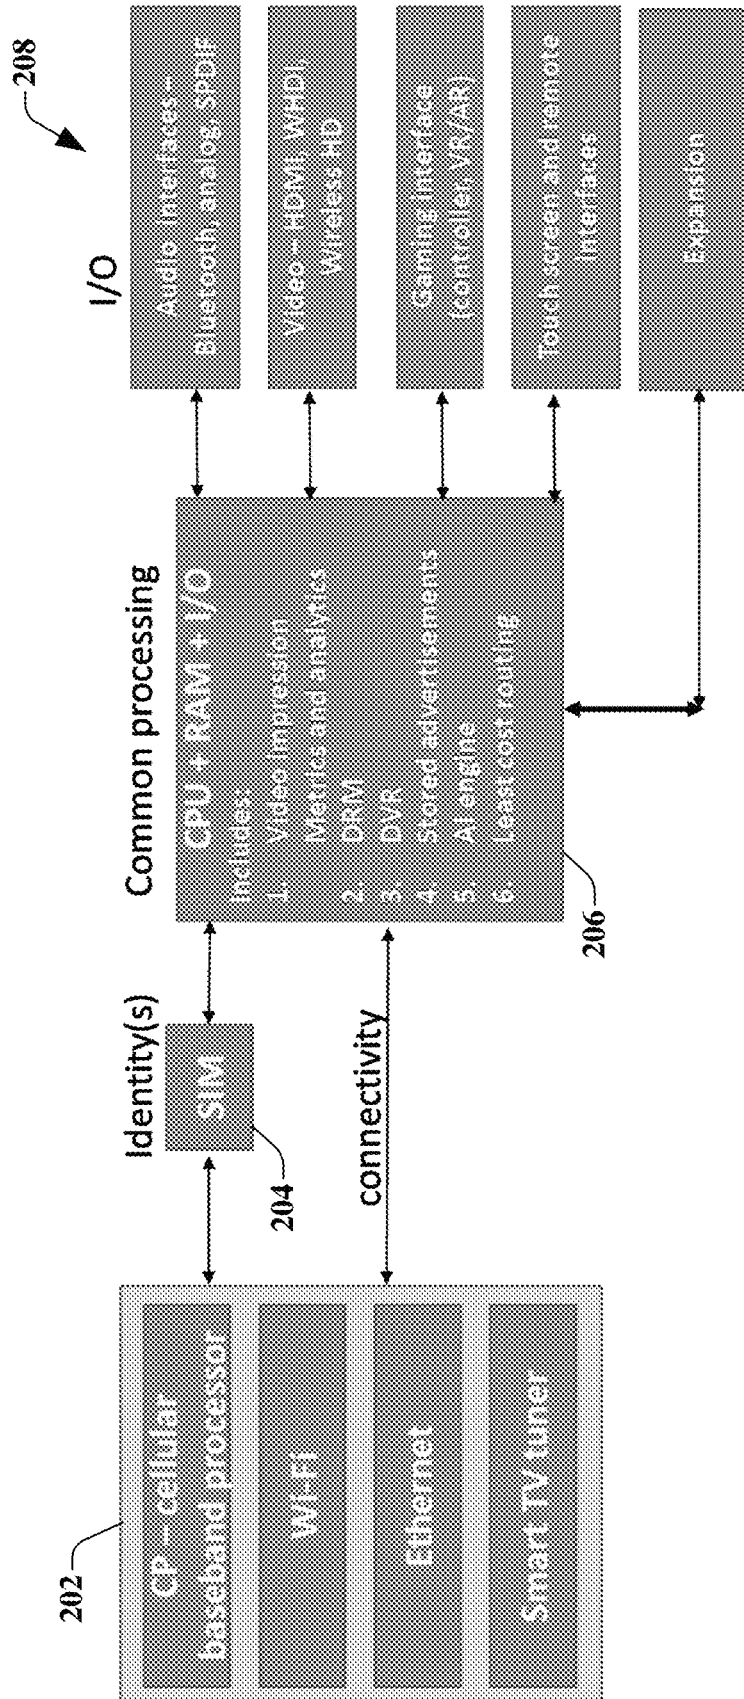 202
CP – cellular
baseband processor
Wi-Fi
Ethernet
Smart TV tuner
Identity(s)
SIM
204
connectivity
Common processing
CPU + RAM + I/O
Includes:
1. Video impression
Metrics and analytics
2. DRM
3. DVR
4. Stored advertisements
5. AI engine
6. Least cost routing
206
I/O
208
Audio interfaces –
Bluetooth, analog, SPDIF
Video – HDMI, WHDI,
Wireless HD
Gaming interface
(controller, VR/AR)
Touch screen and remote
interfaces
Expansion